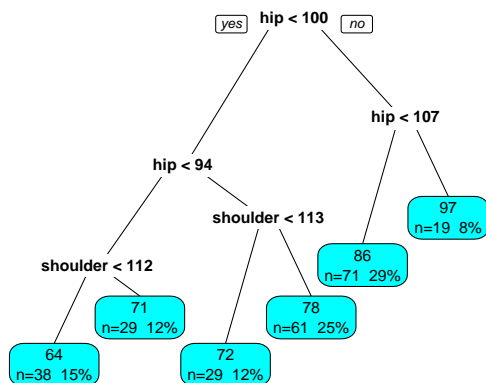 yes hip < 100 no
hip < 107
hip < 94
97
n=19 8%
shoulder < 113
86
n=71 29%
shoulder < 112
71
n=29 12%
78
n=61 25%
64
n=38 15%
72
n=29 12%